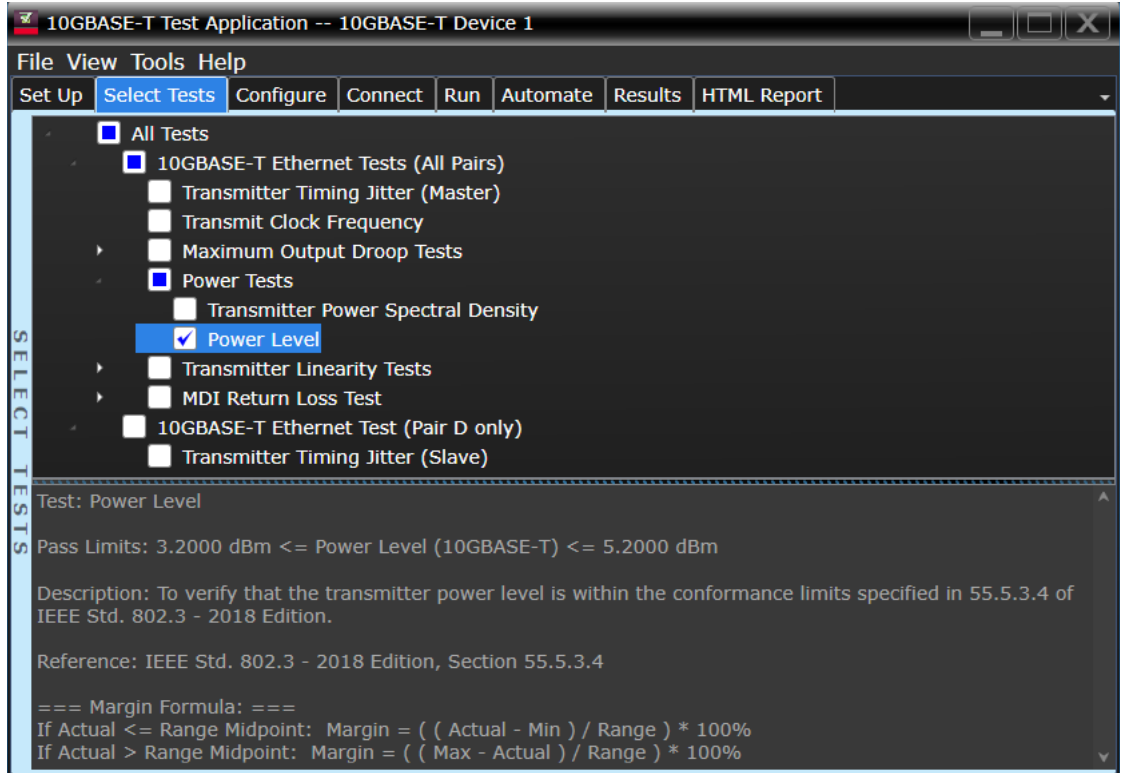 10GBASE-T Test Application -- 10GBASE-T Device 1
File View Tools Help
Set Up Select Tests Configure Connect Run Automate Results HTML Report
SELECT TESTS
All Tests
10GBASE-T Ethernet Tests (All Pairs)
Transmitter Timing Jitter (Master)
Transmit Clock Frequency
Maximum Output Droop Tests
Power Tests
Transmitter Power Spectral Density
Power Level
Transmitter Linearity Tests
MDI Return Loss Test
10GBASE-T Ethernet Test (Pair D only)
Transmitter Timing Jitter (Slave)
Test: Power Level
Pass Limits: 3.2000 dBm <= Power Level (10GBASE-T) <= 5.2000 dBm
Description: To verify that the transmitter power level is within the conformance limits specified in 55.5.3.4 of
IEEE Std. 802.3 - 2018 Edition.
Reference: IEEE Std. 802.3 - 2018 Edition, Section 55.5.3.4
=== Margin Formula: ===
If Actual <= Range Midpoint:  Margin = ( ( Actual - Min ) / Range ) * 100%
If Actual > Range Midpoint:  Margin = ( ( Max - Actual ) / Range ) * 100%